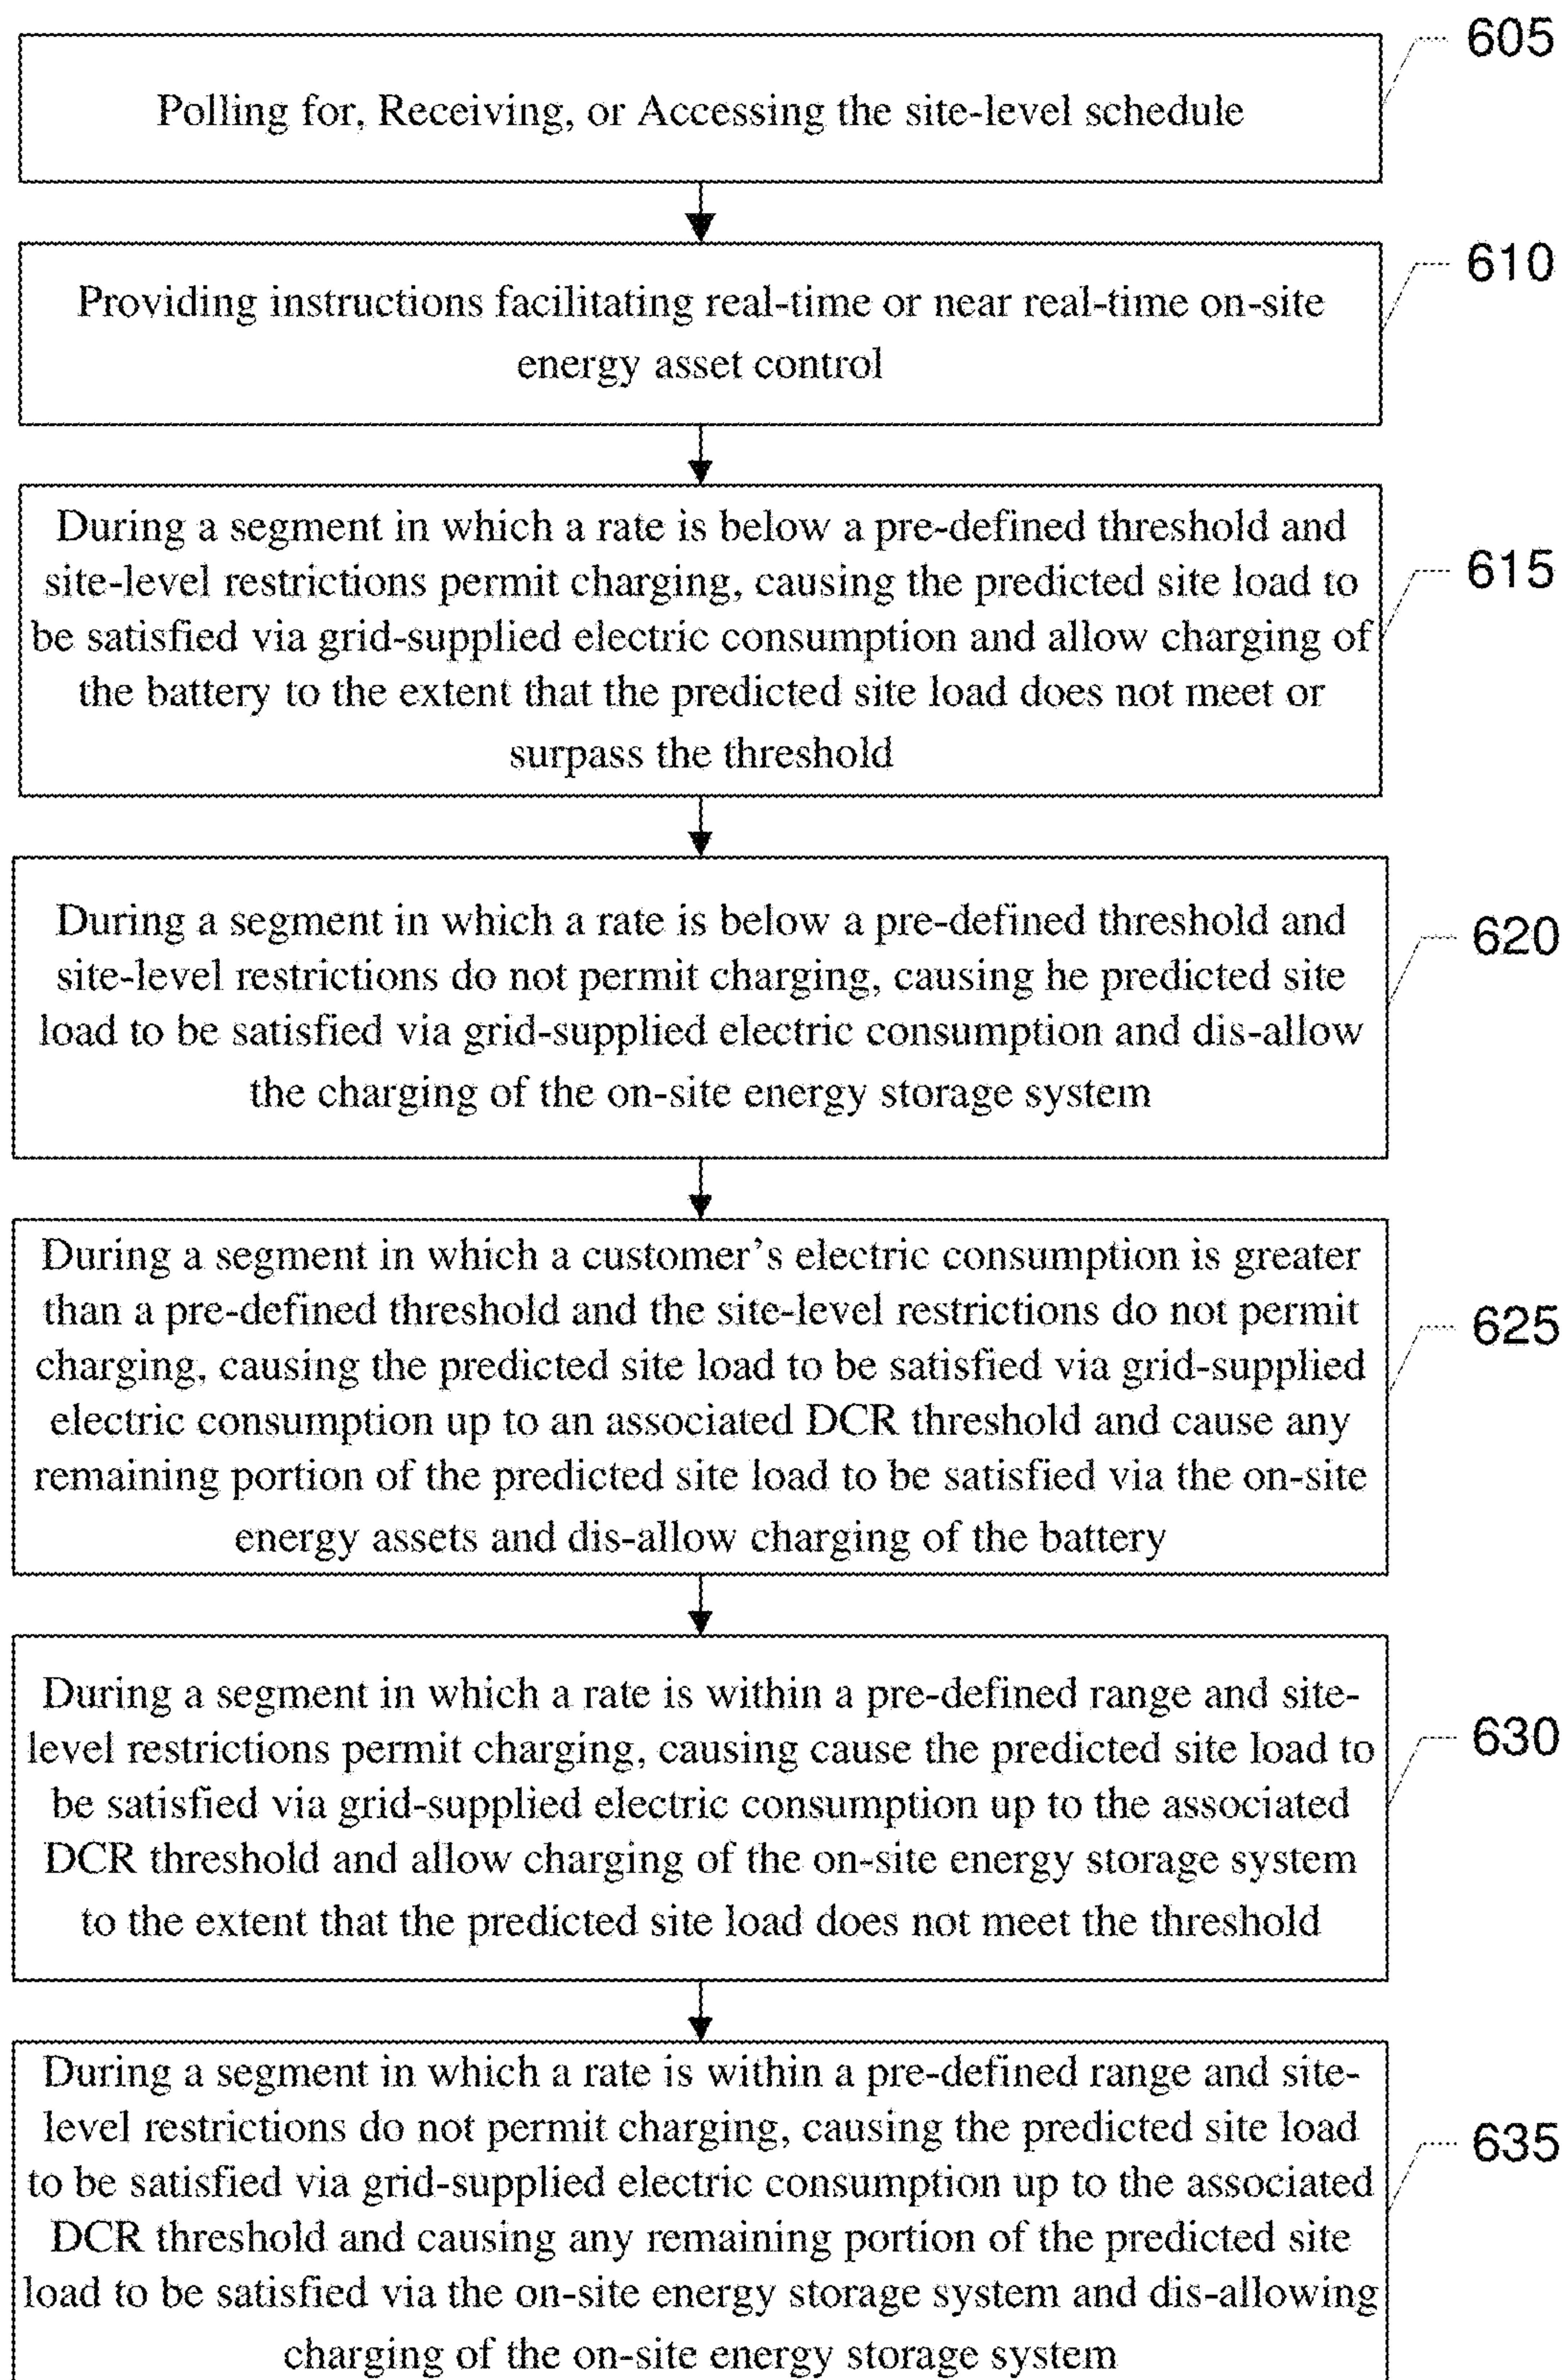 605
Polling for, Receiving, or Accessing the site-level schedule
610
Providing instructions facilitating real-time or near real-time on-site
energy asset control
615
During a segment in which a rate is below a pre-defined threshold and
site-level restrictions permit charging, causing the predicted site load to
be satisfied via grid-supplied electric consumption and allow charging of
the battery to the extent that the predicted site load does not meet or
surpass the threshold
620
During a segment in which a rate is below a pre-defined threshold and
site-level restrictions do not permit charging, causing he predicted site
load to be satisfied via grid-supplied electric consumption and dis-allow
the charging of the on-site energy storage system
625
During a segment in which a customer's electric consumption is greater
than a pre-defined threshold and the site-level restrictions do not permit
charging, causing the predicted site load to be satisfied via grid-supplied
electric consumption up to an associated DCR threshold and cause any
remaining portion of the predicted site load to be satisfied via the on-site
energy assets and dis-allow charging of the battery
630
During a segment in which a rate is within a pre-defined range and site-
level restrictions permit charging, causing cause the predicted site load to
be satisfied via grid-supplied electric consumption up to the associated
DCR threshold and allow charging of the on-site energy storage system
to the extent that the predicted site load does not meet the threshold
635
During a segment in which a rate is within a pre-defined range and site-
level restrictions do not permit charging, causing the predicted site load
to be satisfied via grid-supplied electric consumption up to the associated
DCR threshold and causing any remaining portion of the predicted site
load to be satisfied via the on-site energy storage system and dis-allowing
charging of the on-site energy storage system